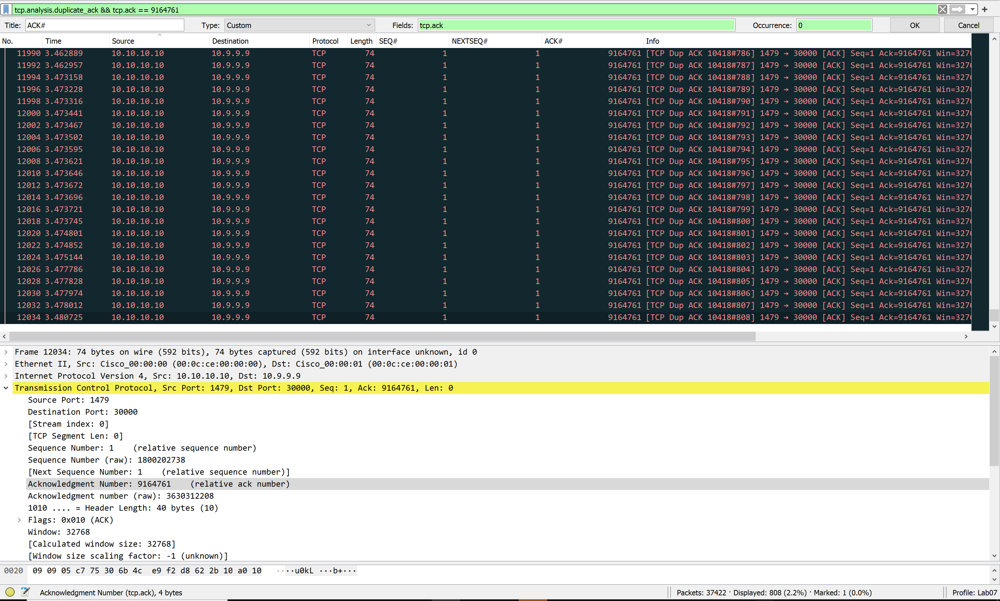 tcp.analysis.duplicate_ack && tcp.ack == 9164761
Title: ACK# Type: Custom Fields: tcp.ack Occurrence: 0 OK Cancel
No. Time Source Destination Protocol Length SEQ# NEXTSEQ# ACK# Info
11990 3.462889 10.10.10.10 10.9.9.9 TCP 74 1 1 9164761 [TCP Dup ACK 10418#786] 1479 → 30000 [ACK] Seq=1 Ack=9164761 Win=3276
11992 3.462957 10.10.10.10 10.9.9.9 TCP 74 1 1 9164761 [TCP Dup ACK 10418#787] 1479 → 30000 [ACK] Seq=1 Ack=9164761 Win=3276
11994 3.473158 10.10.10.10 10.9.9.9 TCP 74 1 1 9164761 [TCP Dup ACK 10418#788] 1479 → 30000 [ACK] Seq=1 Ack=9164761 Win=3276
11996 3.473228 10.10.10.10 10.9.9.9 TCP 74 1 1 9164761 [TCP Dup ACK 10418#789] 1479 → 30000 [ACK] Seq=1 Ack=9164761 Win=3276
11998 3.473316 10.10.10.10 10.9.9.9 TCP 74 1 1 9164761 [TCP Dup ACK 10418#790] 1479 → 30000 [ACK] Seq=1 Ack=9164761 Win=3276
12000 3.473441 10.10.10.10 10.9.9.9 TCP 74 1 1 9164761 [TCP Dup ACK 10418#791] 1479 → 30000 [ACK] Seq=1 Ack=9164761 Win=3276
12002 3.473467 10.10.10.10 10.9.9.9 TCP 74 1 1 9164761 [TCP Dup ACK 10418#792] 1479 → 30000 [ACK] Seq=1 Ack=9164761 Win=3276
12004 3.473502 10.10.10.10 10.9.9.9 TCP 74 1 1 9164761 [TCP Dup ACK 10418#793] 1479 → 30000 [ACK] Seq=1 Ack=9164761 Win=3276
12006 3.473595 10.10.10.10 10.9.9.9 TCP 74 1 1 9164761 [TCP Dup ACK 10418#794] 1479 → 30000 [ACK] Seq=1 Ack=9164761 Win=3276
12008 3.473621 10.10.10.10 10.9.9.9 TCP 74 1 1 9164761 [TCP Dup ACK 10418#795] 1479 → 30000 [ACK] Seq=1 Ack=9164761 Win=3276
12010 3.473646 10.10.10.10 10.9.9.9 TCP 74 1 1 9164761 [TCP Dup ACK 10418#796] 1479 → 30000 [ACK] Seq=1 Ack=9164761 Win=3276
12012 3.473672 10.10.10.10 10.9.9.9 TCP 74 1 1 9164761 [TCP Dup ACK 10418#797] 1479 → 30000 [ACK] Seq=1 Ack=9164761 Win=3276
12014 3.473696 10.10.10.10 10.9.9.9 TCP 74 1 1 9164761 [TCP Dup ACK 10418#798] 1479 → 30000 [ACK] Seq=1 Ack=9164761 Win=3276
12016 3.473721 10.10.10.10 10.9.9.9 TCP 74 1 1 9164761 [TCP Dup ACK 10418#799] 1479 → 30000 [ACK] Seq=1 Ack=9164761 Win=3276
12018 3.473745 10.10.10.10 10.9.9.9 TCP 74 1 1 9164761 [TCP Dup ACK 10418#800] 1479 → 30000 [ACK] Seq=1 Ack=9164761 Win=3276
12020 3.474801 10.10.10.10 10.9.9.9 TCP 74 1 1 9164761 [TCP Dup ACK 10418#801] 1479 → 30000 [ACK] Seq=1 Ack=9164761 Win=3276
12022 3.474852 10.10.10.10 10.9.9.9 TCP 74 1 1 9164761 [TCP Dup ACK 10418#802] 1479 → 30000 [ACK] Seq=1 Ack=9164761 Win=3276
12024 3.475144 10.10.10.10 10.9.9.9 TCP 74 1 1 9164761 [TCP Dup ACK 10418#803] 1479 → 30000 [ACK] Seq=1 Ack=9164761 Win=3276
12026 3.477786 10.10.10.10 10.9.9.9 TCP 74 1 1 9164761 [TCP Dup ACK 10418#804] 1479 → 30000 [ACK] Seq=1 Ack=9164761 Win=3276
12028 3.477828 10.10.10.10 10.9.9.9 TCP 74 1 1 9164761 [TCP Dup ACK 10418#805] 1479 → 30000 [ACK] Seq=1 Ack=9164761 Win=3276
12030 3.477974 10.10.10.10 10.9.9.9 TCP 74 1 1 9164761 [TCP Dup ACK 10418#806] 1479 → 30000 [ACK] Seq=1 Ack=9164761 Win=3276
12032 3.478012 10.10.10.10 10.9.9.9 TCP 74 1 1 9164761 [TCP Dup ACK 10418#807] 1479 → 30000 [ACK] Seq=1 Ack=9164761 Win=3276
12034 3.480725 10.10.10.10 10.9.9.9 TCP 74 1 1 9164761 [TCP Dup ACK 10418#808] 1479 → 30000 [ACK] Seq=1 Ack=9164761 Win=3276
Frame 12034: 74 bytes on wire (592 bits), 74 bytes captured (592 bits) on interface unknown, id 0
Ethernet II, Src: Cisco_00:00:00 (00:0c:ce:00:00:00), Dst: Cisco_00:00:01 (00:0c:ce:00:00:01)
Internet Protocol Version 4, Src: 10.10.10.10, Dst: 10.9.9.9
Transmission Control Protocol, Src Port: 1479, Dst Port: 30000, Seq: 1, Ack: 9164761, Len: 0
Source Port: 1479
Destination Port: 30000
[Stream index: 0]
[TCP Segment Len: 0]
Sequence Number: 1 (relative sequence number)
Sequence Number (raw): 1800202738
[Next Sequence Number: 1 (relative sequence number)]
Acknowledgment Number: 9164761 (relative ack number)
Acknowledgment number (raw): 3630312208
1010 .... = Header Length: 40 bytes (10)
Flags: 0x010 (ACK)
Window: 32768
[Calculated window size: 32768]
[Window size scaling factor: -1 (unknown)]
0020 09 09 05 c7 75 30 6b 4c e9 f2 d8 62 2b 10 a0 10 ····u0kL ···b+···
Acknowledgment Number (tcp.ack), 4 bytes Packets: 37422 · Displayed: 808 (2.2%) · Marked: 1 (0.0%) Profile: Lab07